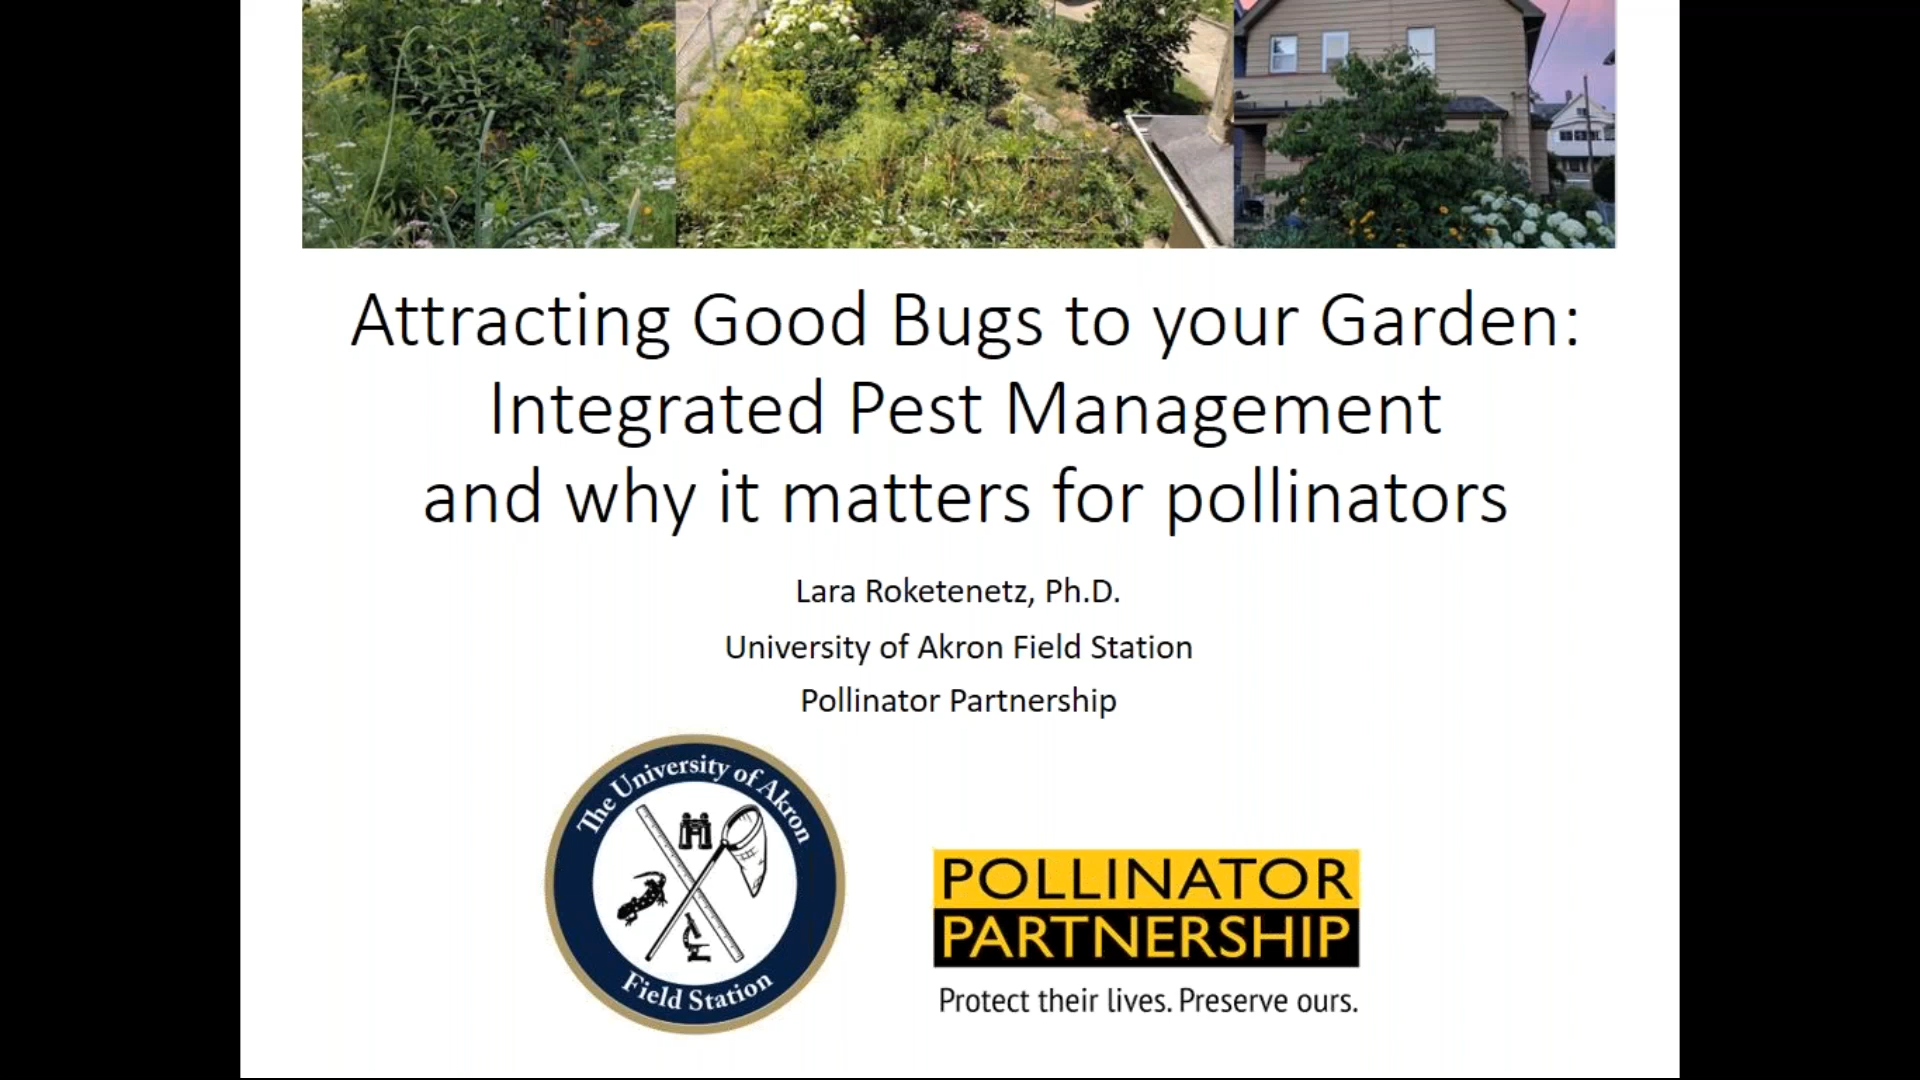 Attracting Good Bugs to your Garden:
Integrated Pest Management
and why it matters for pollinators
Lara Roketenetz, Ph.D.
University of Akron Field Station
Pollinator Partnership
The University of Akron
Field Station
POLLINATOR
PARTNERSHIP
Protect their lives. Preserve ours.